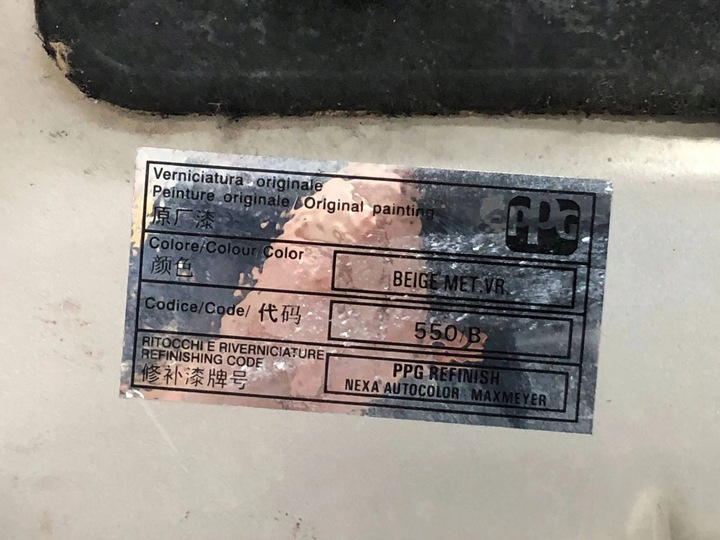 Verniciatura originale
Peinture originale / Original painting
原厂漆
PPG
Colore/Colour/Color
颜色
BEIGE MET.VR.
Codice/Code/ 代码
550/B
RITOCCHI E RIVERNICIATURE
REFINISHING CODE
修补漆牌号
PPG REFINISH
NEXA AUTOCOLOR - MAXMEYER